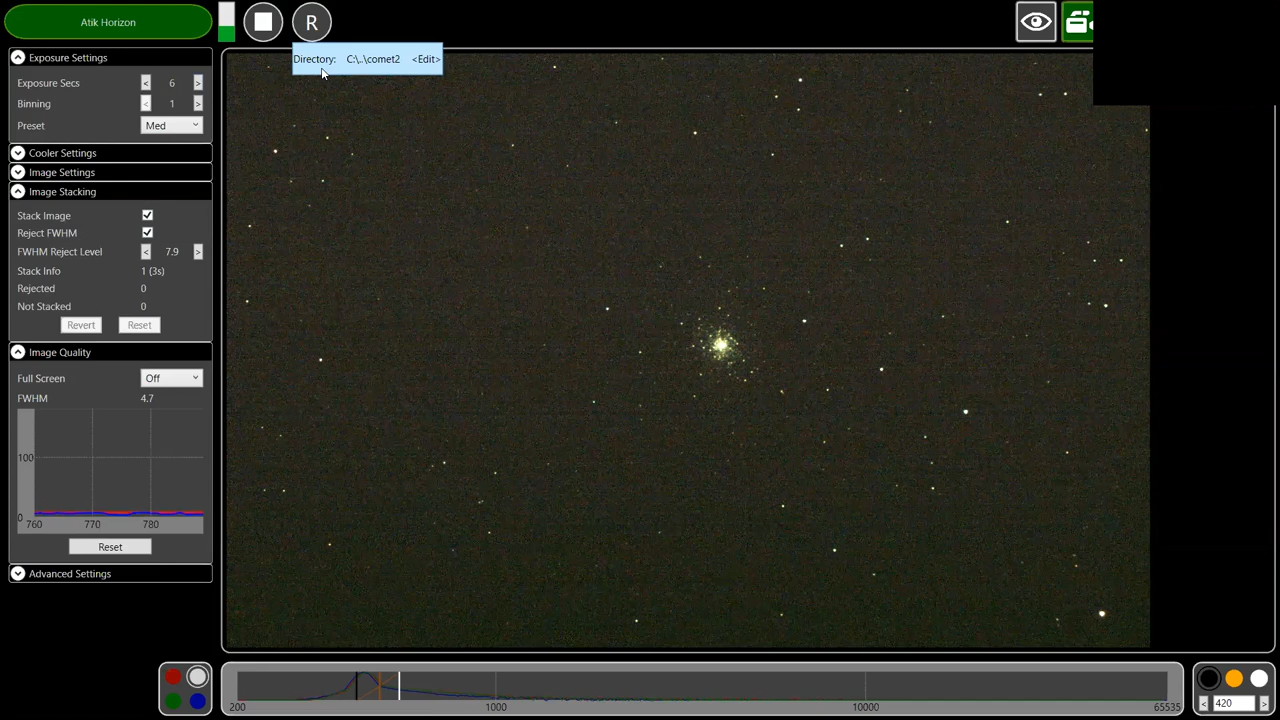 Atik Horizon
R
Directory: C:\..\comet2 <Edit>
Exposure Settings
Exposure Secs < 6 >
Binning < 1 >
Preset Med
Cooler Settings
Image Settings
Image Stacking
Stack Image
Reject FWHM
FWHM Reject Level < 7.9 >
Stack Info 1 (3s)
Rejected 0
Not Stacked 0
Revert Reset
Image Quality
Full Screen Off
FWHM 4.7
100
0
760 770 780
Reset
Advanced Settings
200 1000 10000 65535
< 420 >